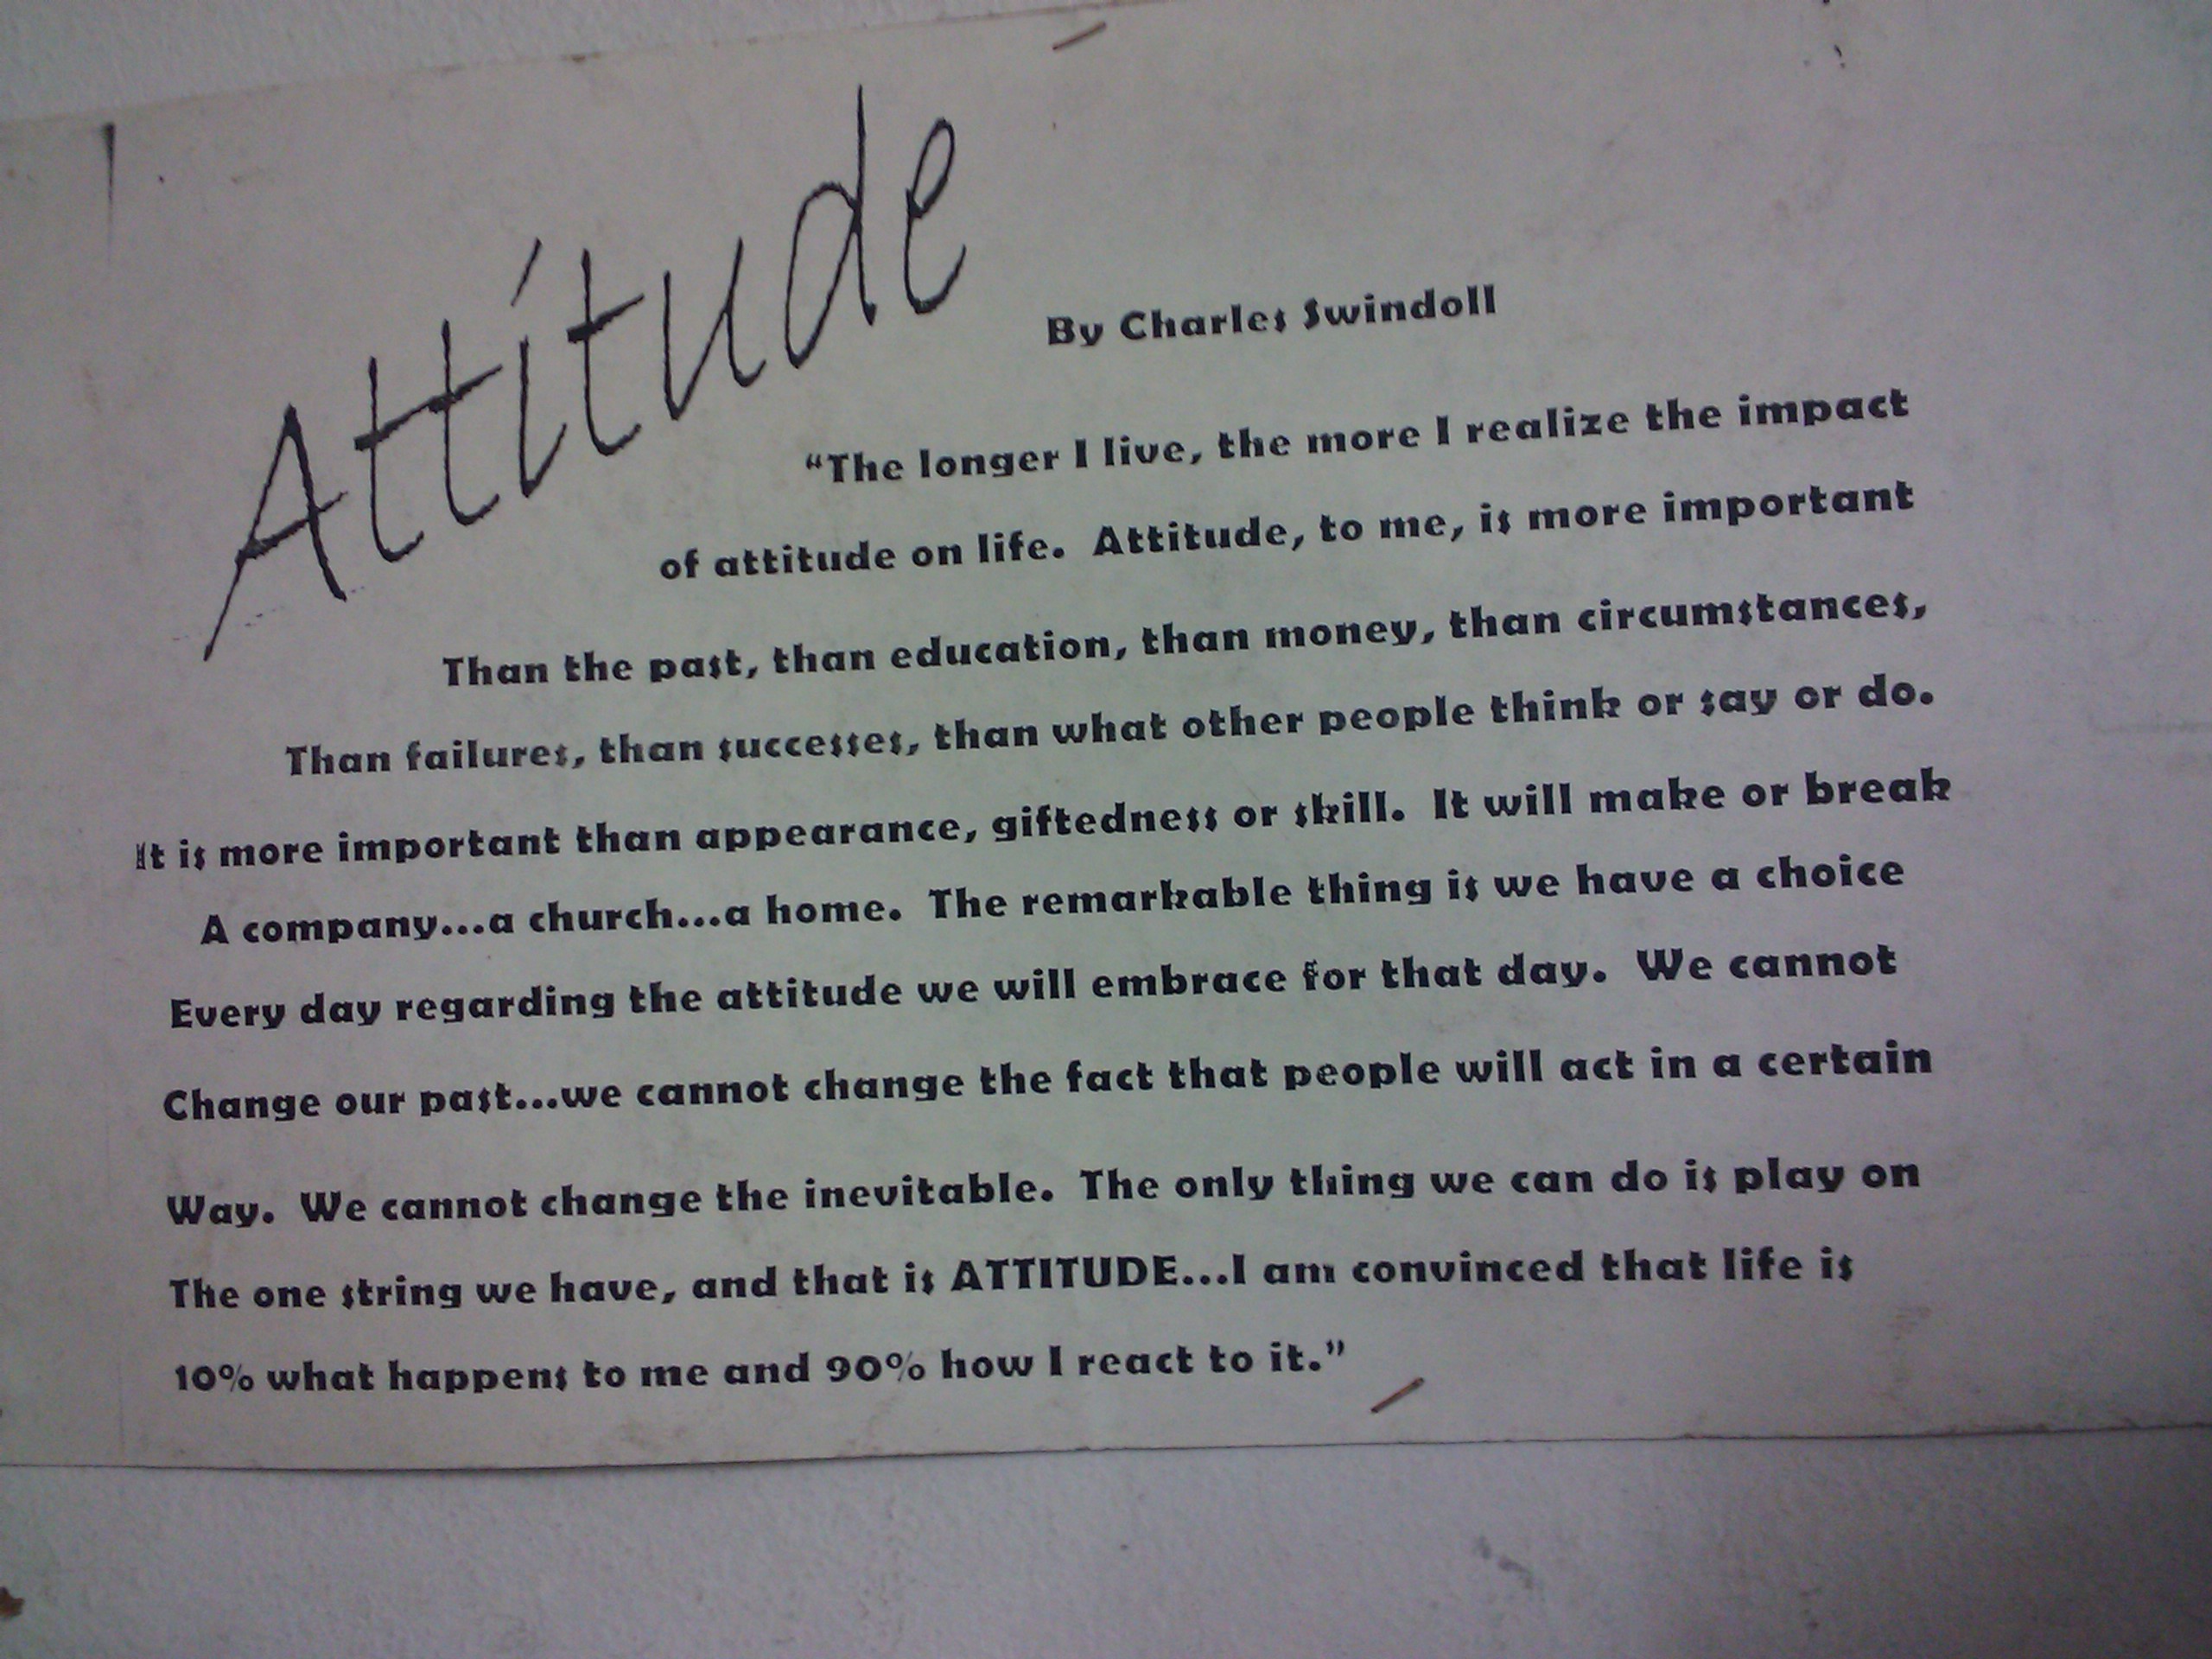 Attitude
By Charles Swindoll
“The longer I live, the more I realize the impact
of attitude on life.  Attitude, to me, is more important
Than the past, than education, than money, than circumstances,
Than failures, than successes, than what other people think or say or do.
It is more important than appearance, giftedness or skill.  It will make or break
A company...a church...a home.  The remarkable thing is we have a choice
Every day regarding the attitude we will embrace for that day.  We cannot
Change our past...we cannot change the fact that people will act in a certain
Way.  We cannot change the inevitable.  The only thing we can do is play on
The one string we have, and that is ATTITUDE...I am convinced that life is
10% what happens to me and 90% how I react to it.”